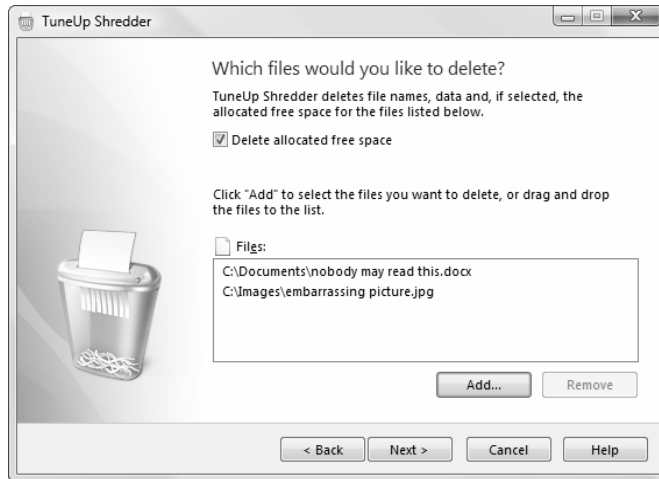 TuneUp Shredder
Which files would you like to delete?
TuneUp Shredder deletes file names, data and, if selected, the
allocated free space for the files listed below.
Delete allocated free space
Click "Add" to select the files you want to delete, or drag and drop
the files to the list.
Files:
C:\Documents\nobody may read this.docx
C:\Images\embarrassing picture.jpg
Add... Remove
< Back Next > Cancel Help